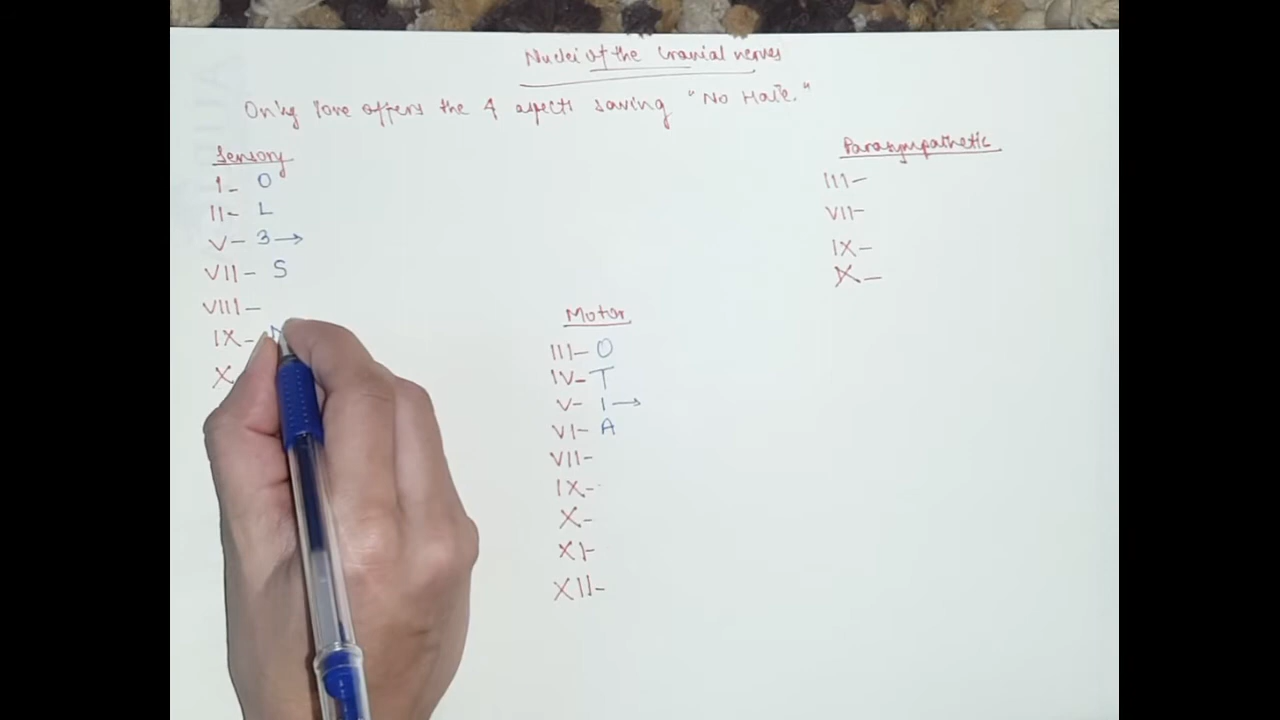 Nuclei of the Cranial nerves
Only love offers the 4 aspects saving "No Hate."
Sensory
I- O
II- L
V- 3→
VII- S
VIII-
IX-
X
Motor
III- O
IV- T
V- 1→
VI- A
VII-
IX-
X-
XI-
XII-
Parasympathetic
III-
VII-
IX-
X-